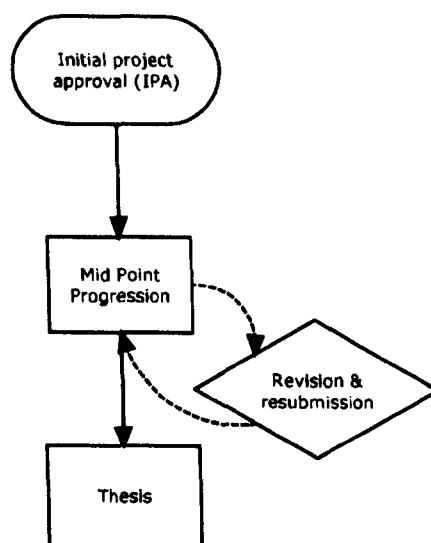 Initial project
approval (IPA)
Mid Point
Progression
Revision &
resubmission
Thesis